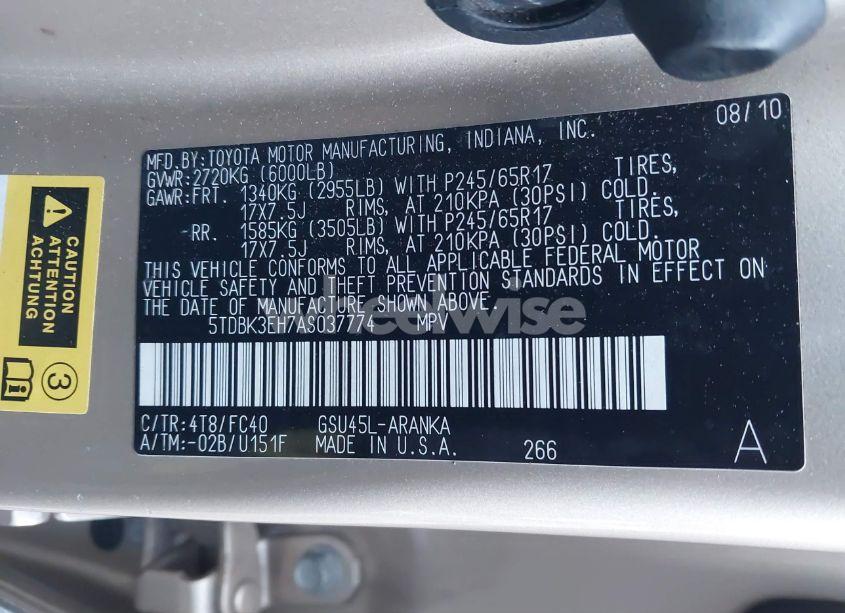 08/10
MFD.BY:TOYOTA MOTOR MANUFACTURING, INDIANA, INC.
GVWR:2720KG (6000LB)
GAWR:FRT. 1340KG (2955LB) WITH P245/65R17 TIRES,
17X7.5J RIMS, AT 210KPA (30PSI) COLD.
-RR. 1585KG (3505LB) WITH P245/65R17 TIRES,
17X7.5J RIMS, AT 210KPA (30PSI) COLD.
THIS VEHICLE CONFORMS TO ALL APPLICABLE FEDERAL MOTOR
VEHICLE SAFETY AND THEFT PREVENTION STANDARDS IN EFFECT ON
THE DATE OF MANUFACTURE SHOWN ABOVE.
5TDBK3EH7AS037774 MPV
C/TR:4T8/FC40 GSU45L-ARANKA
A/TM:-02B/U151F MADE IN U.S.A. 266 A
CAUTION
ATTENTION
ACHTUNG
3
wheelwise